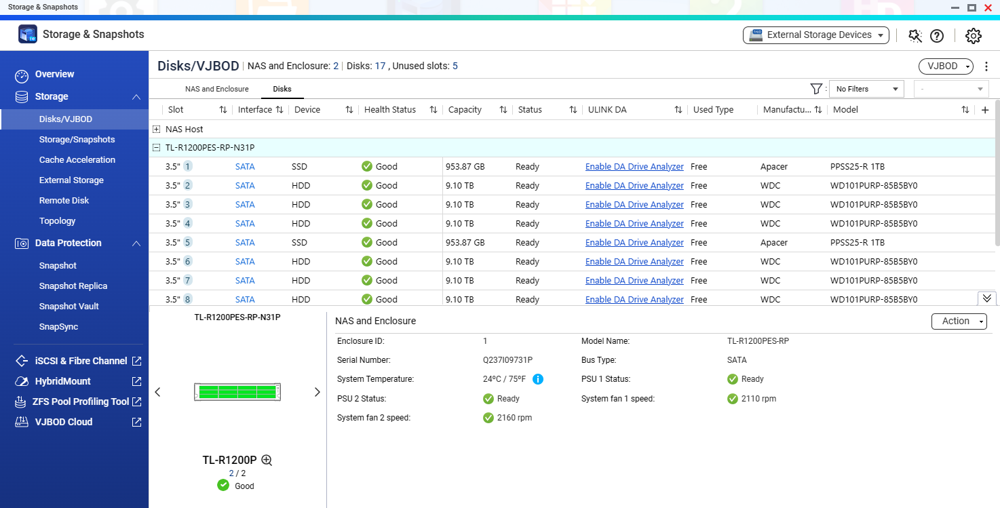 Storage & Snapshots
Storage & Snapshots
External Storage Devices
Overview
Storage
Disks/VJBOD
Storage/Snapshots
Cache Acceleration
External Storage
Remote Disk
Topology
Data Protection
Snapshot
Snapshot Replica
Snapshot Vault
SnapSync
iSCSI & Fibre Channel
HybridMount
ZFS Pool Profiling Tool
VJBOD Cloud
Disks/VJBOD NAS and Enclosure: 2 Disks: 17 , Unused slots: 5 VJBOD
NAS and Enclosure Disks : No Filters -
Slot Interface Device Health Status Capacity Status ULINK DA Used Type Manufactu... Model
NAS Host
TL-R1200PES-RP-N31P
3.5" 1 SATA SSD Good 953.87 GB Ready Enable DA Drive Analyzer Free Apacer PPSS25-R 1TB
3.5" 2 SATA HDD Good 9.10 TB Ready Enable DA Drive Analyzer Free WDC WD101PURP-85B5BY0
3.5" 3 SATA HDD Good 9.10 TB Ready Enable DA Drive Analyzer Free WDC WD101PURP-85B5BY0
3.5" 4 SATA HDD Good 9.10 TB Ready Enable DA Drive Analyzer Free WDC WD101PURP-85B5BY0
3.5" 5 SATA SSD Good 953.87 GB Ready Enable DA Drive Analyzer Free Apacer PPSS25-R 1TB
3.5" 6 SATA HDD Good 9.10 TB Ready Enable DA Drive Analyzer Free WDC WD101PURP-85B5BY0
3.5" 7 SATA HDD Good 9.10 TB Ready Enable DA Drive Analyzer Free WDC WD101PURP-85B5BY0
3.5" 8 SATA HDD Good 9.10 TB Ready Enable DA Drive Analyzer Free WDC WD101PURP-85B5BY0
TL-R1200PES-RP-N31P
TL-R1200P
2 / 2
Good
NAS and Enclosure Action
Enclosure ID: 1 Model Name: TL-R1200PES-RP
Serial Number: Q237I09731P Bus Type: SATA
System Temperature: 24ºC / 75ºF PSU 1 Status: Ready
PSU 2 Status: Ready System fan 1 speed: 2110 rpm
System fan 2 speed: 2160 rpm